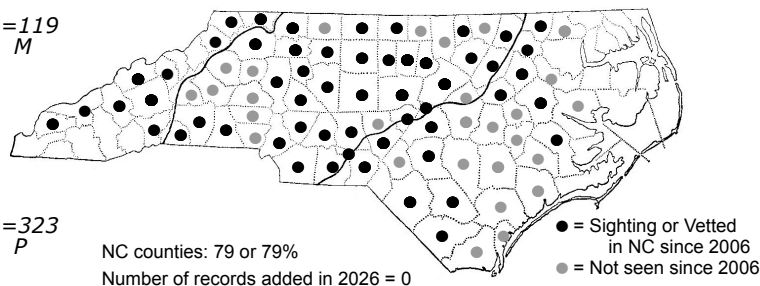 =119
M
=323
P
NC counties: 79 or 79%
Number of records added in 2026 = 0
= Sighting or Vetted
in NC since 2006
= Not seen since 2006